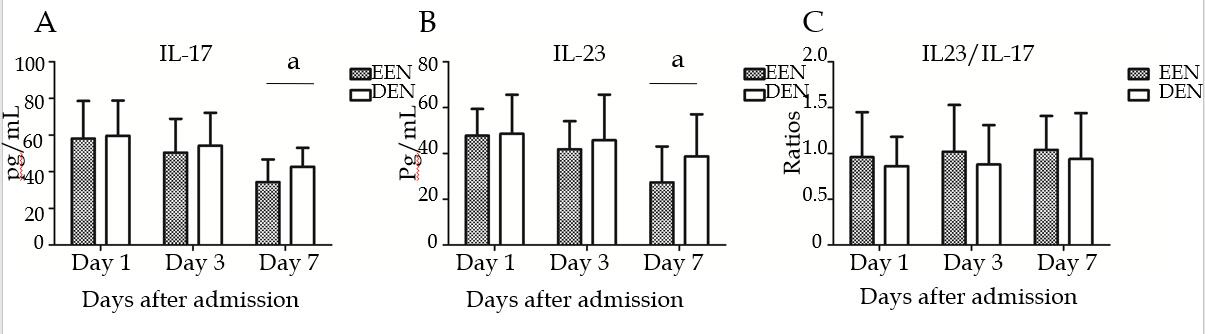 A
IL-17
a
EEN
DEN
pg/mL
100
80
60
40
20
0
Day 1 Day 3 Day 7
Days after admission
B
IL-23
a
EEN
DEN
Pg/mL
80
60
40
20
0
Day 1 Day 3 Day 7
Days after admission
C
IL23/IL-17
EEN
DEN
Ratios
2.0
1.5
1.0
0.5
0
Day 1 Day 3 Day 7
Days after admission